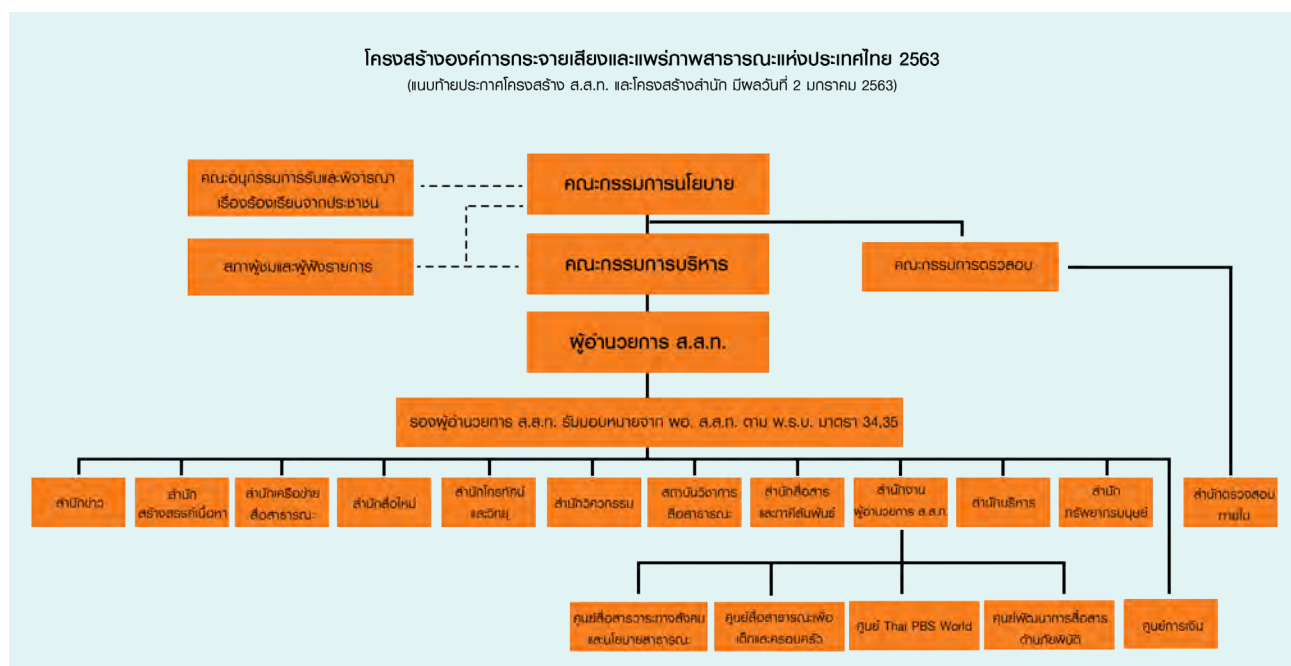 โครงสร้างองค์การกระจายเสียงและแพร่ภาพสาธารณะแห่งประเทศไทย 2563
(แนบท้ายประกาศโครงสร้าง ส.ส.ท. และโครงสร้างสำนัก มีผลวันที่ 2 มกราคม 2563)
คณะอนุกรรมการรับและพิจารณา
เรื่องร้องเรียนจากประชาชน
คณะกรรมการนโยบาย
สภาผู้ชมและผู้ฟังรายการ
คณะกรรมการบริหาร
คณะกรรมการตรวสอบ
ผู้อำนวยการ ส.ส.ท.
รองผู้อำนวยการ ส.ส.ท. รับมอบหมายจาก ผอ. ส.ส.ท. ตาม พ.ร.บ. มาตรา 34,35
สำนักข่าว
สำนัก
สร้างสรรค์เนื้อหา
สำนักเครือข่าย
สื่อสาธารณะ
สำนักสื่อใหม่
สำนักโทรทัศน์
และวิทยุ
สำนักวิศวกรรม
สถาบันวิชาการ
สื่อสาธารณะ
สำนักสื่อสาร
และภาคีสัมพันธ์
สำนักงาน
ผู้อำนวยการ ส.ส.ท.
สำนักบริหาร
สำนัก
ทรัพยากรมนุษย์
สำนักตรวจสอบ
ภายใน
ศูนย์สื่อสารวาระทางสังคม
และนโยบายสาธารณะ
ศูนย์สื่อสาธารณะเพื่อ
เด็กและครอบครัว
ศูนย์ Thai PBS World
ศูนย์พัฒนาการสื่อสาร
ด้านภัยพิบัติ
ศูนย์การเงิน